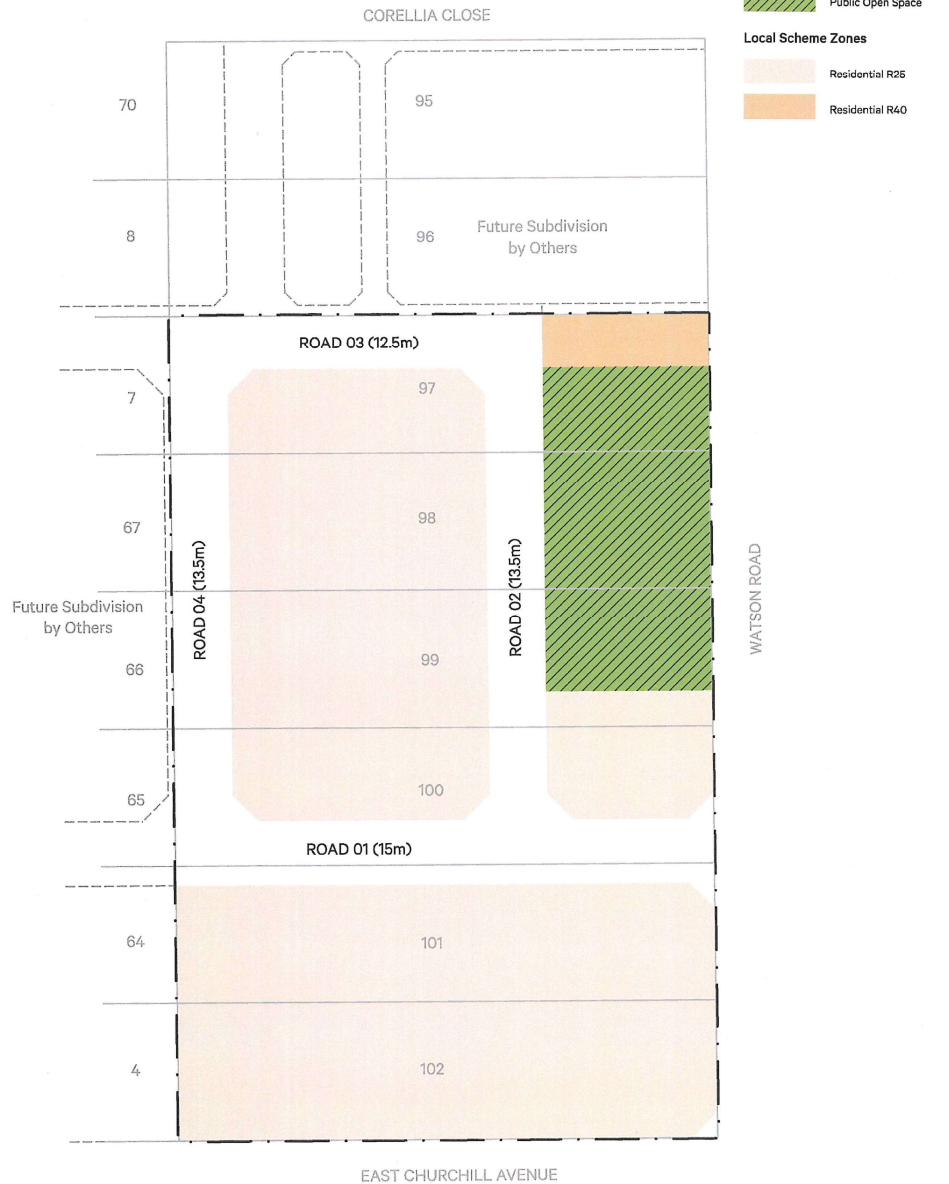 Public Open Space
CORELLIA CLOSE
Local Scheme Zones
Residential R25
Residential R40
70
95
8
96
Future Subdivision
by Others
ROAD 03 (12.5m)
7
97
67
98
ROAD 04 (13.5m)
ROAD 02 (13.5m)
WATSON ROAD
Future Subdivision
by Others
66
99
65
100
ROAD 01 (15m)
64
101
4
102
EAST CHURCHILL AVENUE